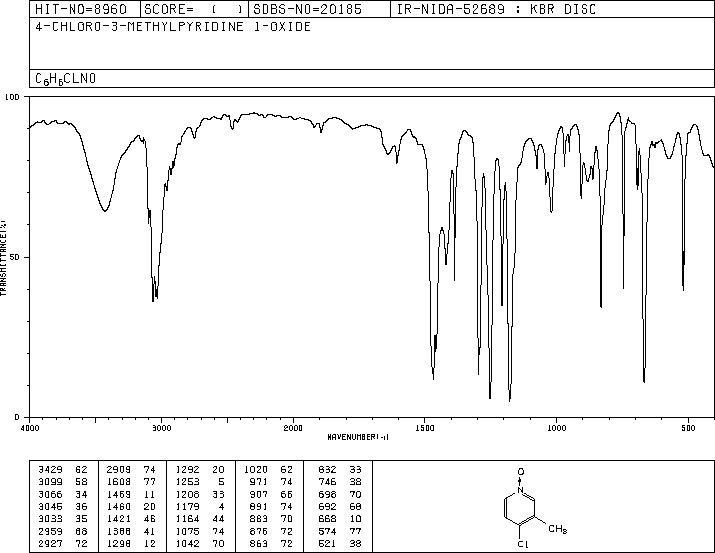 HIT-NO=8960 SCORE= ( ) SDBS-NO=20185 IR-NIDA-52689 : KBR DISC
4-CHLORO-3-METHYLPYRIDINE 1-OXIDE
C6H6CLNO
100
50
0
TRANSMITTANCE(%)
4000 3000 2000 1500 1000 500
WAVENUMBER(-1)
3429 62 2909 74 1292 20 1020 62 832 33
3099 58 1608 77 1253 5 971 74 746 38
3066 34 1469 11 1208 33 907 66 698 70
3045 36 1460 20 1179 4 891 74 692 68
3033 35 1421 46 1164 44 883 70 668 10
2959 68 1388 41 1075 74 876 72 574 77
2927 72 1298 12 1042 70 863 72 521 38
O
N
CH3
Cl